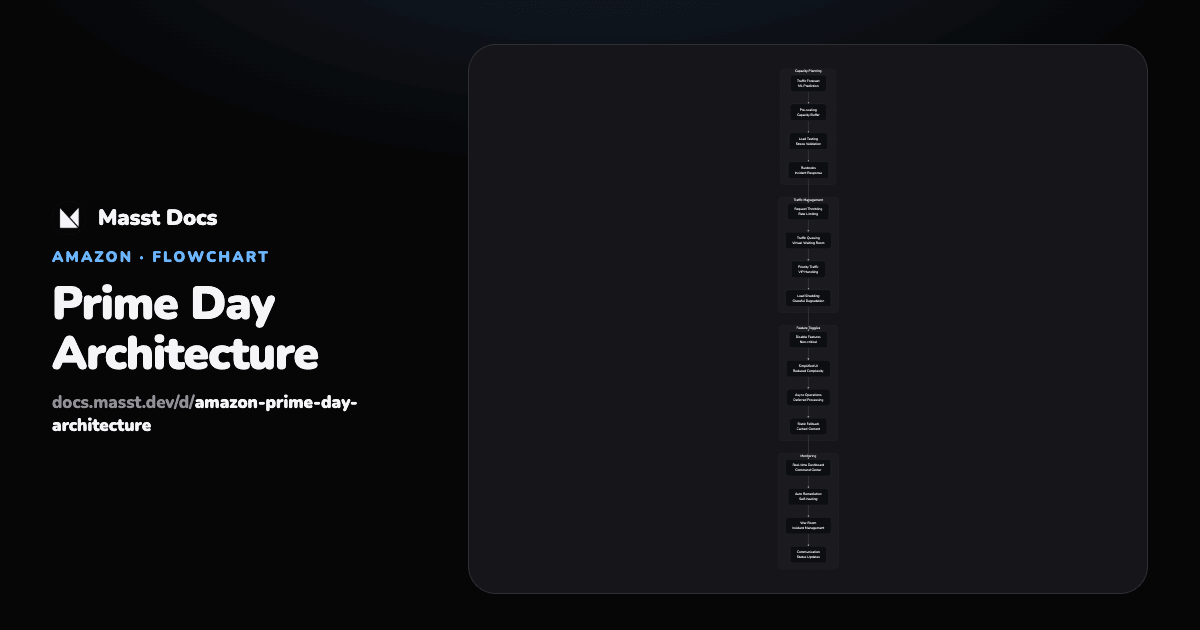 Masst Docs
AMAZON · FLOWCHART
Prime Day
Architecture
docs.masst.dev/d/amazon-prime-day-
architecture
Capacity Planning
Traffic Forecast
ML Prediction
Pre-scaling
Capacity Buffer
Load Testing
Stress Validation
Runbooks
Incident Response
Traffic Management
Request Throttling
Rate Limiting
Traffic Queuing
Virtual Waiting Room
Priority Traffic
VIP Handling
Load Shedding
Graceful Degradation
Feature Toggles
Disable Features
Non-critical
Simplified UI
Reduced Complexity
Async Operations
Deferred Processing
Static Fallback
Cached Content
Monitoring
Real-time Dashboard
Command Center
Auto Remediation
Self-Healing
War Room
Incident Management
Communication
Status Updates